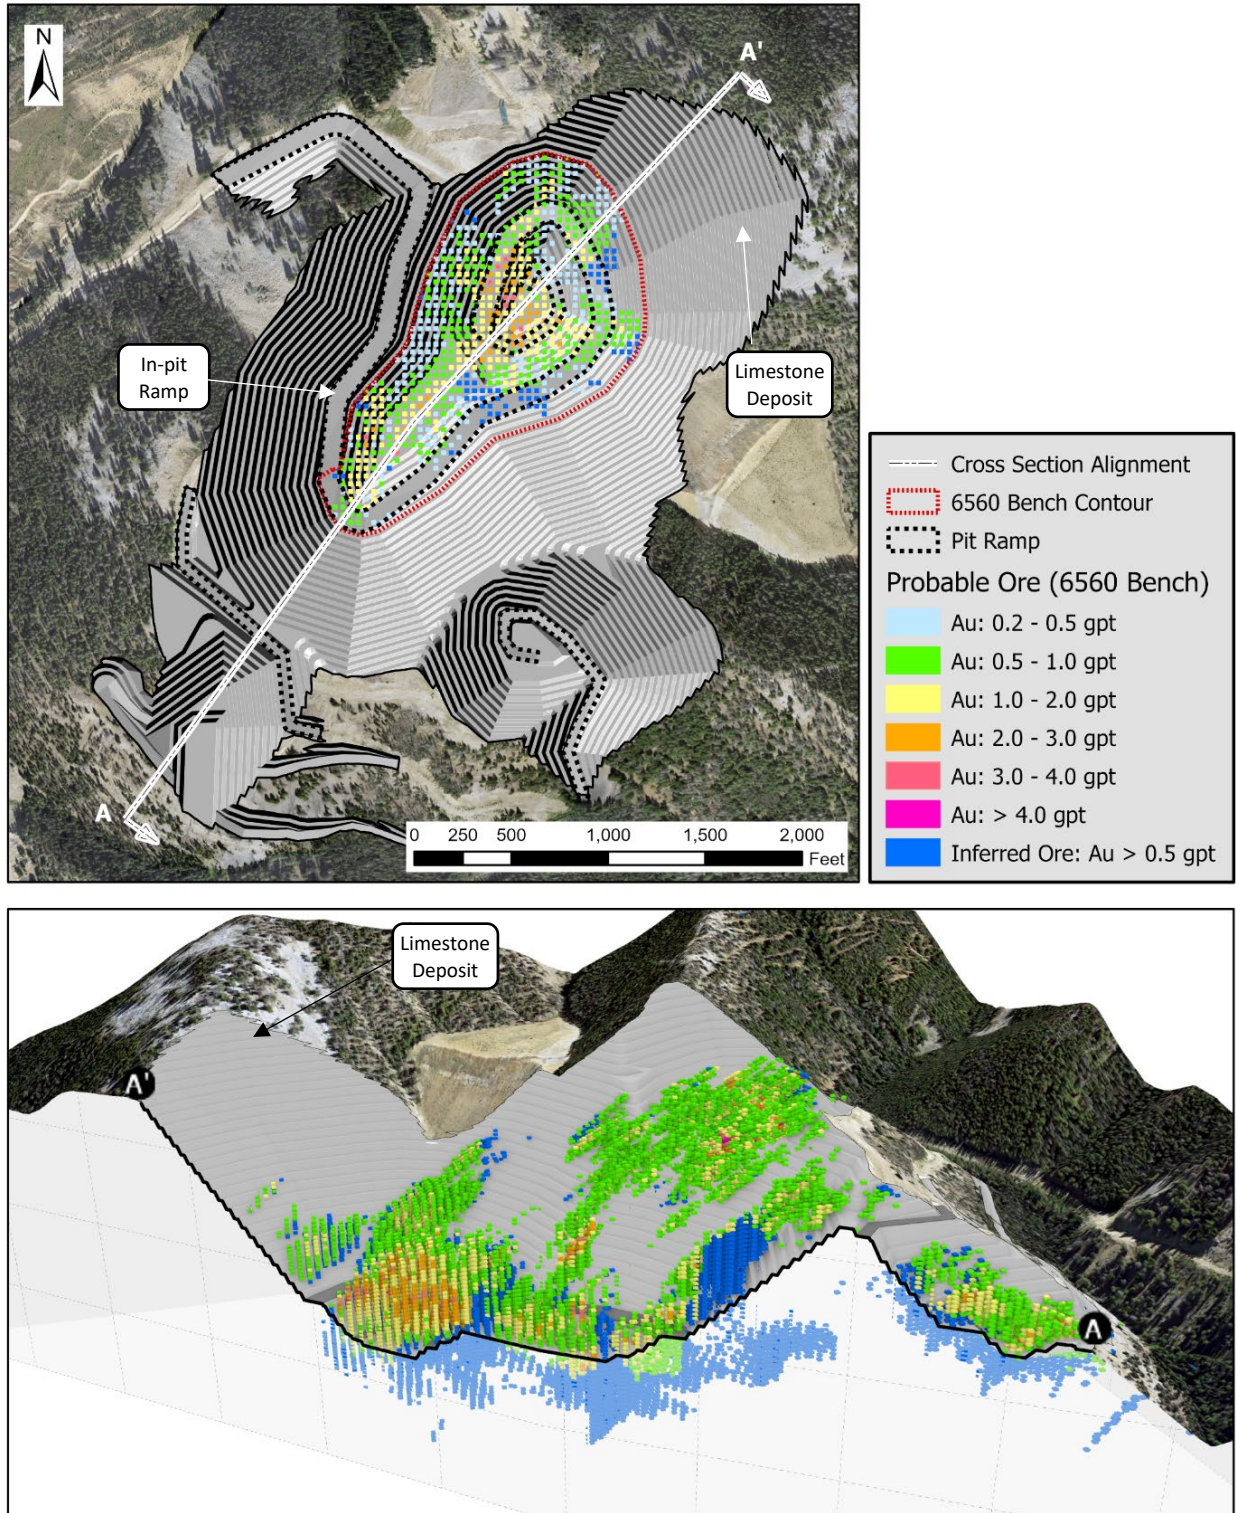 N
A'
In-pit
Ramp
Limestone
Deposit
A
0 250 500 1,000 1,500 2,000
Feet
Cross Section Alignment
6560 Bench Contour
Pit Ramp
Probable Ore (6560 Bench)
Au: 0.2 - 0.5 gpt
Au: 0.5 - 1.0 gpt
Au: 1.0 - 2.0 gpt
Au: 2.0 - 3.0 gpt
Au: 3.0 - 4.0 gpt
Au: > 4.0 gpt
Inferred Ore: Au > 0.5 gpt
Limestone
Deposit
A'
A